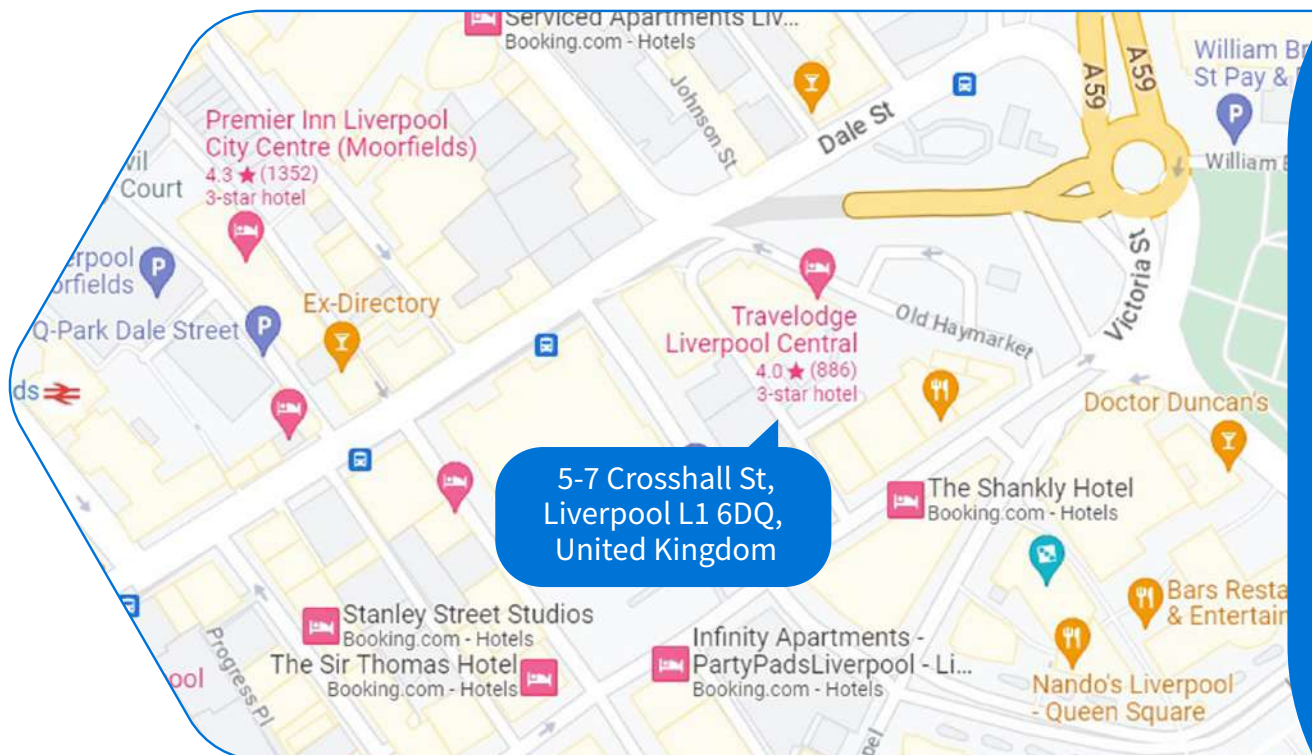 Serviced Apartments Liv...
Booking.com - Hotels
William
St Pay &
A59
A59
Johnson St
Dale St
Premier Inn Liverpool
City Centre (Moorfields)
4.3 ★ (1352)
3-star hotel
Court
William
Victoria St
Q-Park Dale Street
Ex-Directory
Travelodge
Liverpool Central
4.0 ★ (886)
3-star hotel
Old Haymarket
Doctor Duncan's
5-7 Crosshall St,
Liverpool L1 6DQ,
United Kingdom
The Shankly Hotel
Booking.com - Hotels
Stanley Street Studios
Booking.com - Hotels
The Sir Thomas Hotel
Booking.com - Hotels
Progress Pl
Infinity Apartments -
PartyPadsLiverpool - Li...
Booking.com - Hotels
Bars
&
Nando's Liverpool
- Queen Square
P
P
P